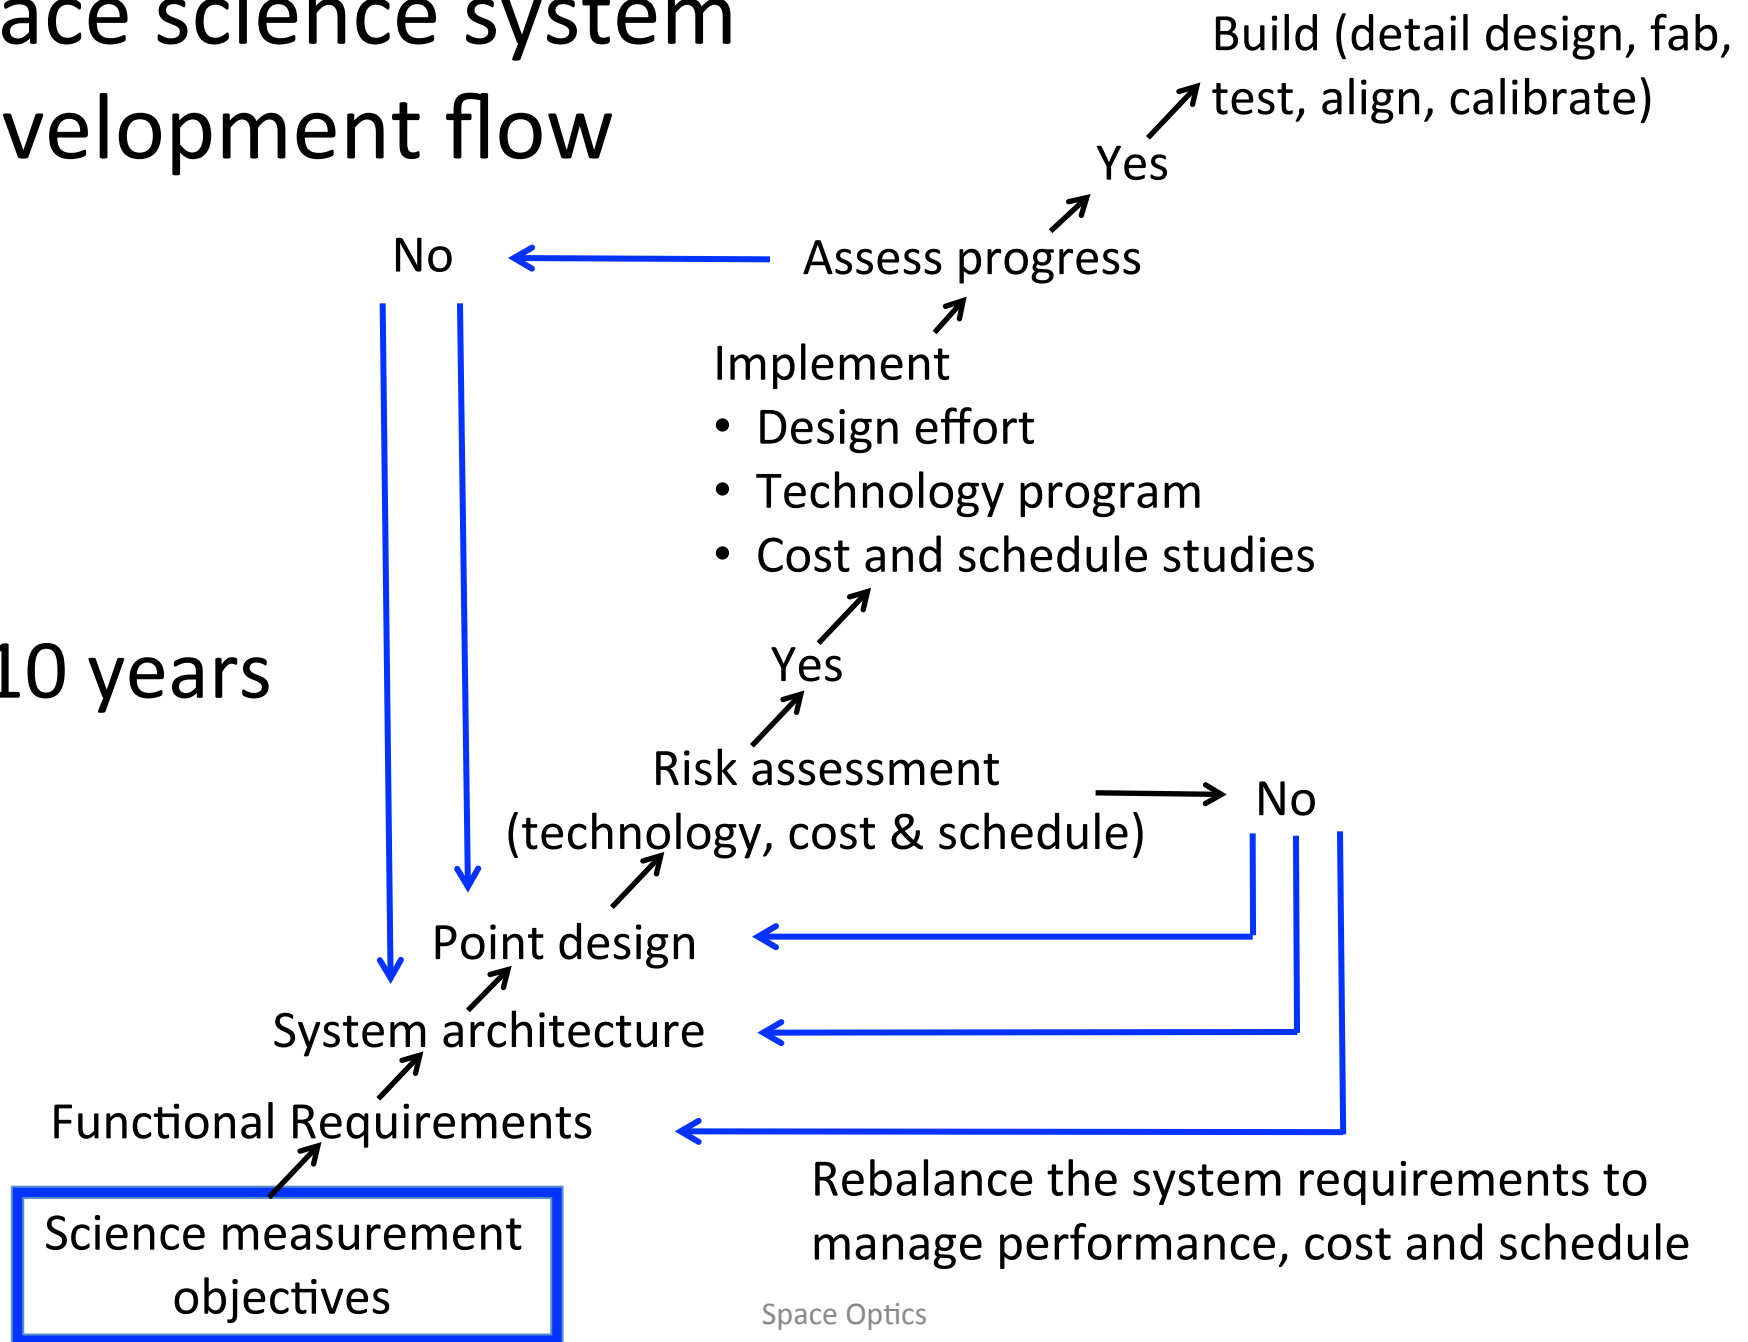 ace science system
velopment flow
Build (detail design, fab,
test, align, calibrate)
Yes
No
Assess progress
Implement
• Design effort
• Technology program
• Cost and schedule studies
10 years
Yes
Risk assessment
(technology, cost & schedule)
No
Point design
System architecture
Functional Requirements
Rebalance the system requirements to
manage performance, cost and schedule
Science measurement
objectives
Space Optics